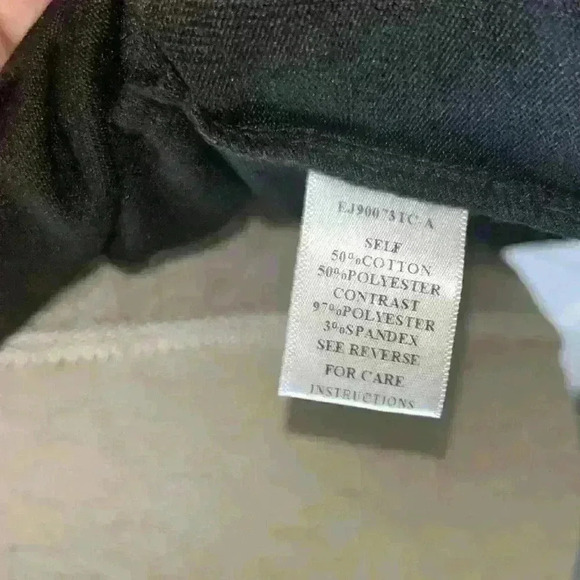 EJ900731C-A
SELF
50%COTTON
50%POLYESTER
CONTRAST
97%POLYESTER
3%SPANDEX
SEE REVERSE
FOR CARE
INSTRUCTIONS